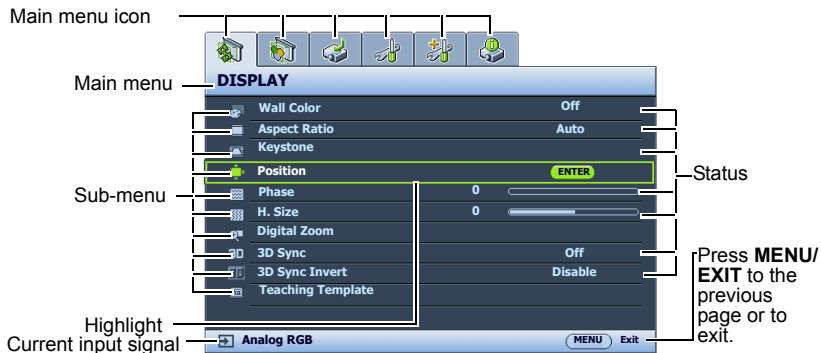 Main menu icon
Main menu
DISPLAY
Wall Color Off
Aspect Ratio Auto
Keystone
Position ENTER
Status
Sub-menu
Phase 0
H. Size 0
Digital Zoom
3D Sync Off
3D Sync Invert Disable
Teaching Template
Press MENU/
EXIT to the
previous
page or to
exit.
Highlight
Current input signal
Analog RGB
MENU Exit